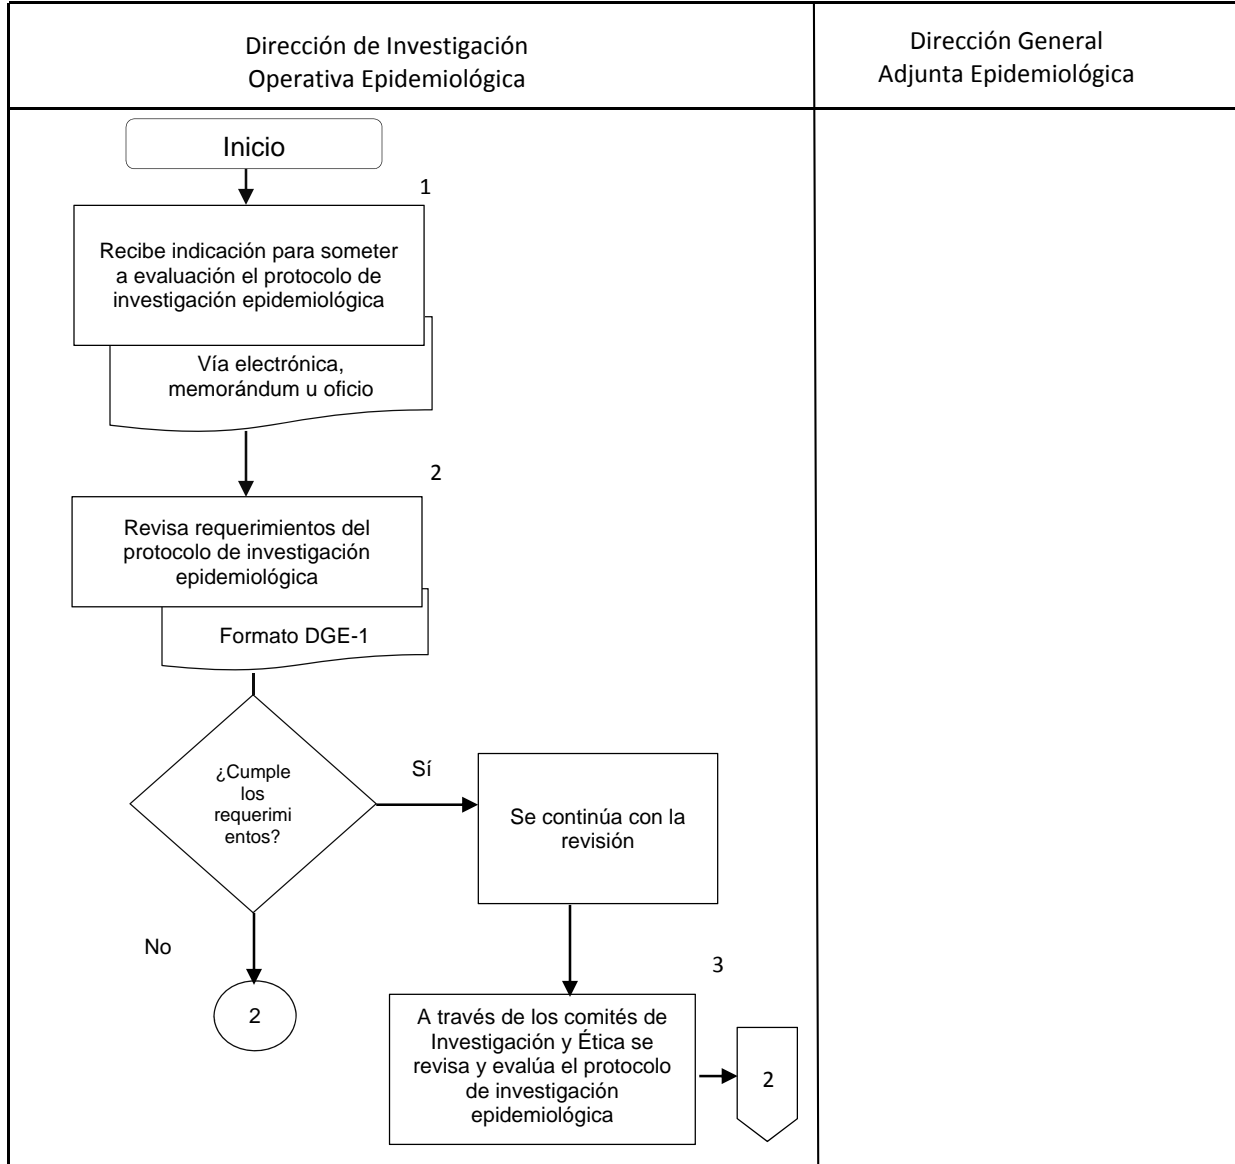 Dirección de Investigación
Operativa Epidemiológica
Dirección General
Adjunta Epidemiológica
Inicio
1
Recibe indicación para someter
a evaluación el protocolo de
investigación epidemiológica
Vía electrónica,
memorándum u oficio
2
Revisa requerimientos del
protocolo de investigación
epidemiológica
Formato DGE-1
¿Cumple
los
requerimi
entos?
Sí
Se continúa con la
revisión
No
2
3
A través de los comités de
Investigación y Ética se
revisa y evalúa el protocolo
de investigación
epidemiológica
2